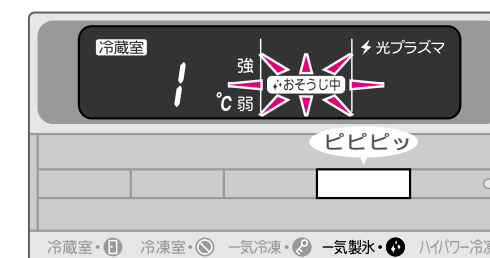 冷蔵室
光プラズマ
強
1
おそうじ中
℃ 弱
ピピピッ
冷蔵室・ 冷凍室・ 一気冷凍・ 一気製氷・ ハイパワー冷凍